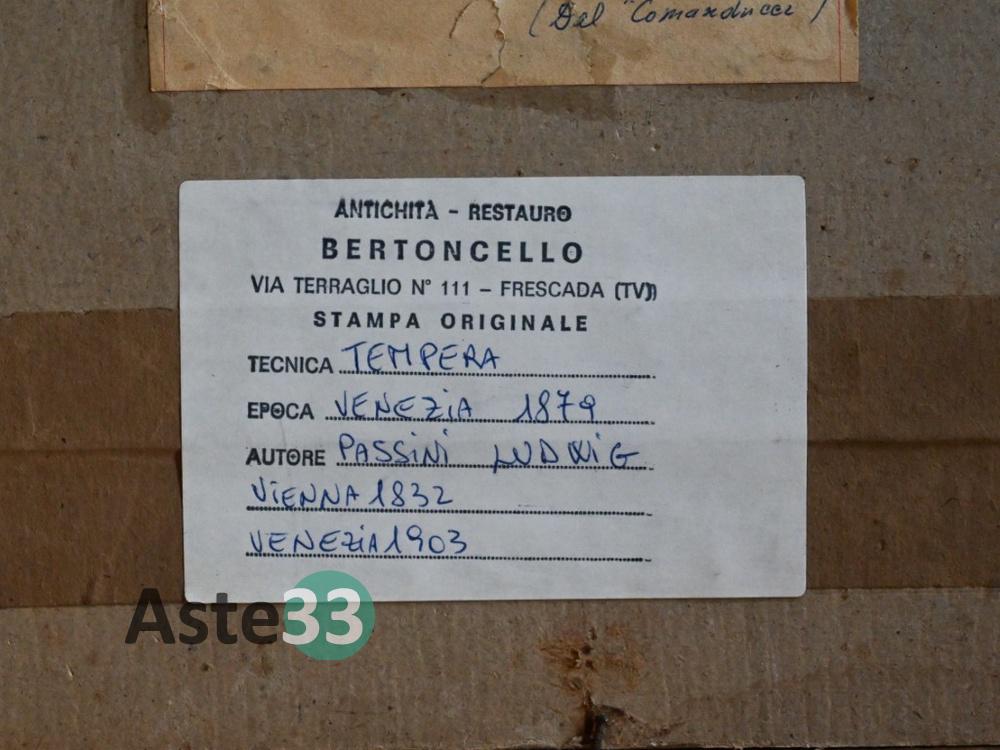 (Dal "Comanducci")
ANTICHITÀ - RESTAURO
BERTONCELLO
VIA TERRAGLIO N° 111 - FRESCADA (TV)
STAMPA ORIGINALE
TECNICA TEMPERA
EPOCA VENEZIA 1879
AUTORE PASSINI LUDWIG
VIENNA 1832
VENEZIA 1903
Aste33